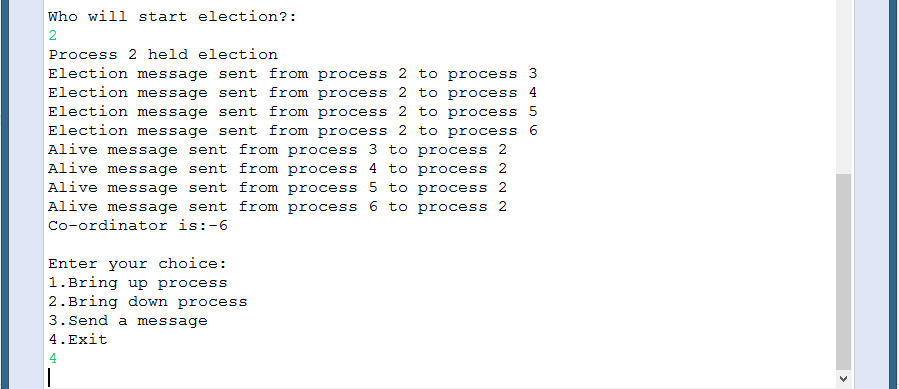 Who will start election?:
2
Process 2 held election
Election message sent from process 2 to process 3
Election message sent from process 2 to process 4
Election message sent from process 2 to process 5
Election message sent from process 2 to process 6
Alive message sent from process 3 to process 2
Alive message sent from process 4 to process 2
Alive message sent from process 5 to process 2
Alive message sent from process 6 to process 2
Co-ordinator is:-6
Enter your choice:
1.Bring up process
2.Bring down process
3.Send a message
4.Exit
4